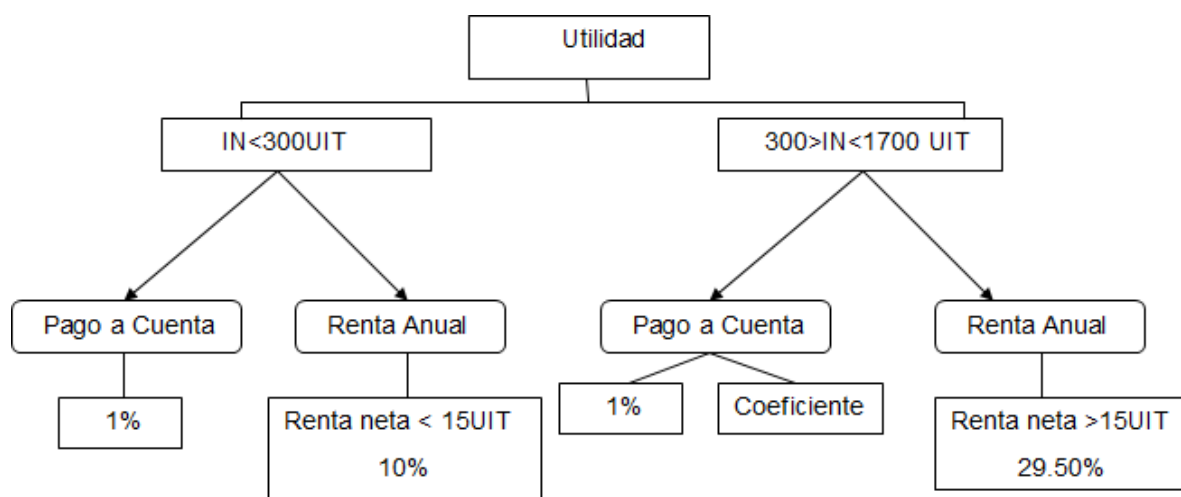 Utilidad
IN<300UIT
300>IN<1700 UIT
Pago a Cuenta
Renta Anual
Pago a Cuenta
Renta Anual
1%
Renta neta < 15UIT
10%
1%
Coeficiente
Renta neta >15UIT
29.50%